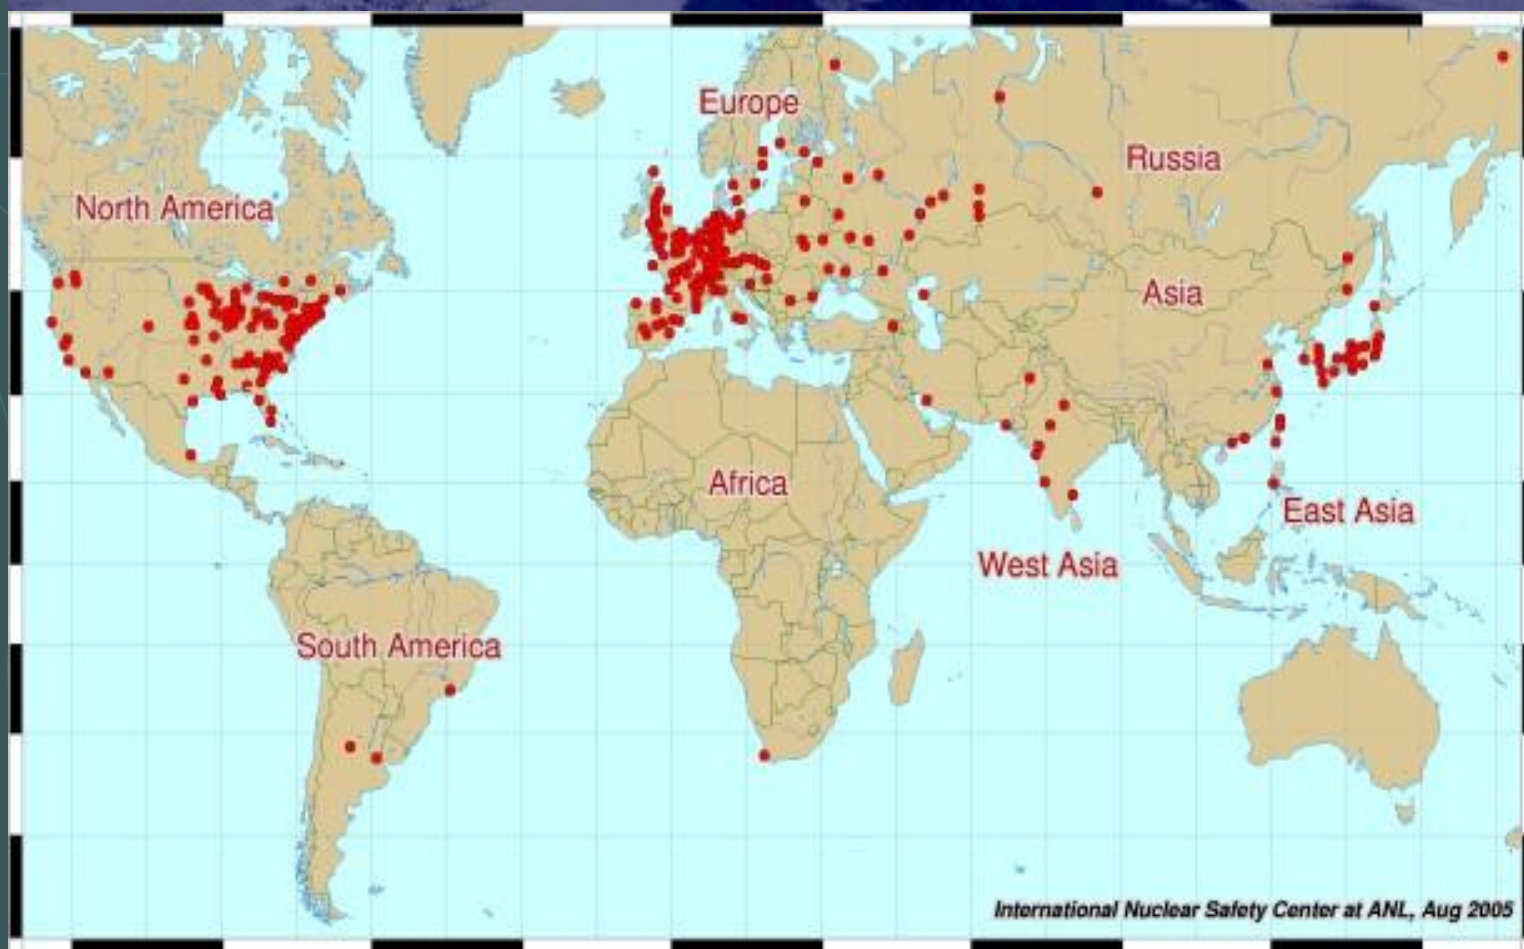 Europe
Russia
North America
Asia
Africa
East Asia
West Asia
South America
International Nuclear Safety Center at ANL, Aug 2005